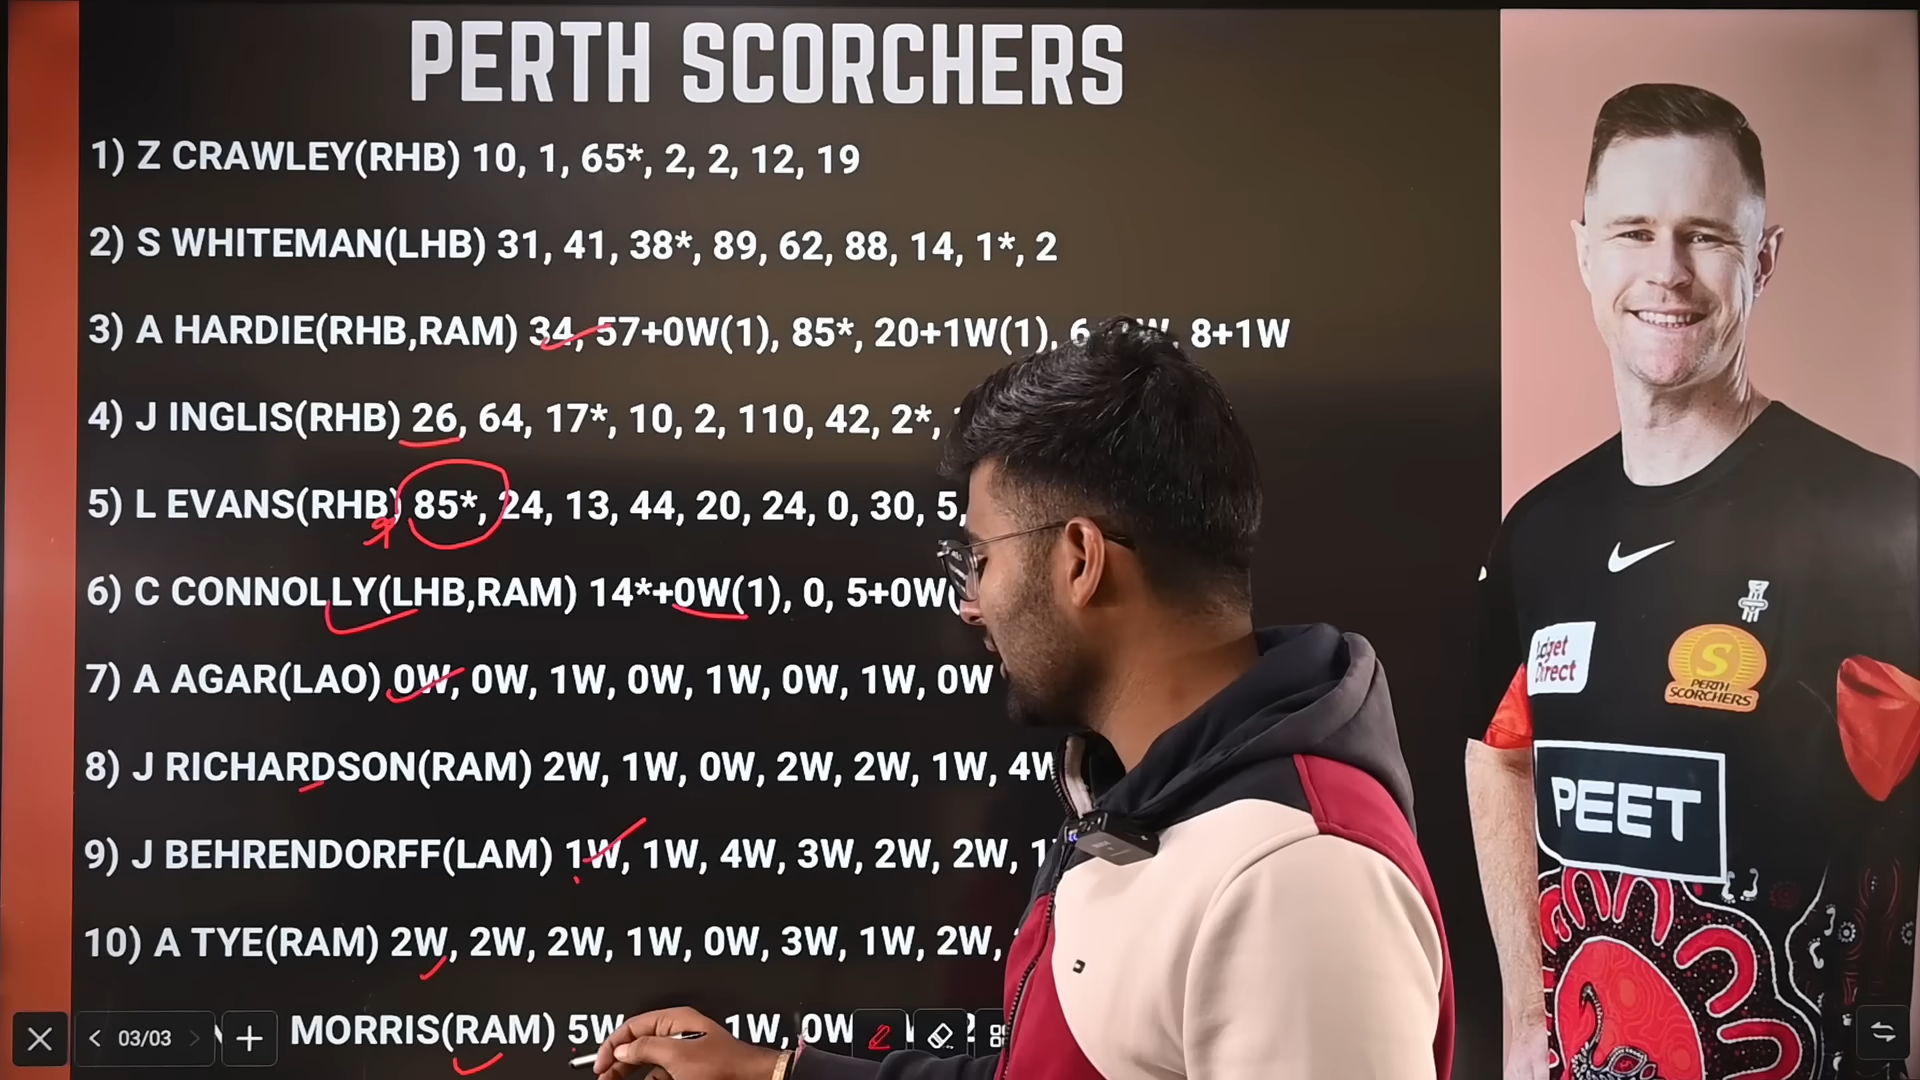 PERTH SCORCHERS
1) Z CRAWLEY(RHB) 10, 1, 65*, 2, 2, 12, 19
2) S WHITEMAN(LHB) 31, 41, 38*, 89, 62, 88, 14, 1*, 2
3) A HARDIE(RHB,RAM) 34, 57+0W(1), 85*, 20+1W(1), 6 8+1W
4) J INGLIS(RHB) 26, 64, 17*, 10, 2, 110, 42, 2*,
5) L EVANS(RHB) 85*, 24, 13, 44, 20, 24, 0, 30, 5,
6) C CONNOLLY(LHB,RAM) 14*+0W(1), 0, 5+0W(
7) A AGAR(LAO) 0W, 0W, 1W, 0W, 1W, 0W, 1W, 0W
8) J RICHARDSON(RAM) 2W, 1W, 0W, 2W, 2W, 1W, 4W
9) J BEHRENDORFF(LAM) 1W, 1W, 4W, 3W, 2W, 2W,
10) A TYE(RAM) 2W, 2W, 2W, 1W, 0W, 3W, 1W, 2W,
MORRIS(RAM) 5W 1W, 0W
03/03
Direct
S
PERTH
SCORCHERS
PEET